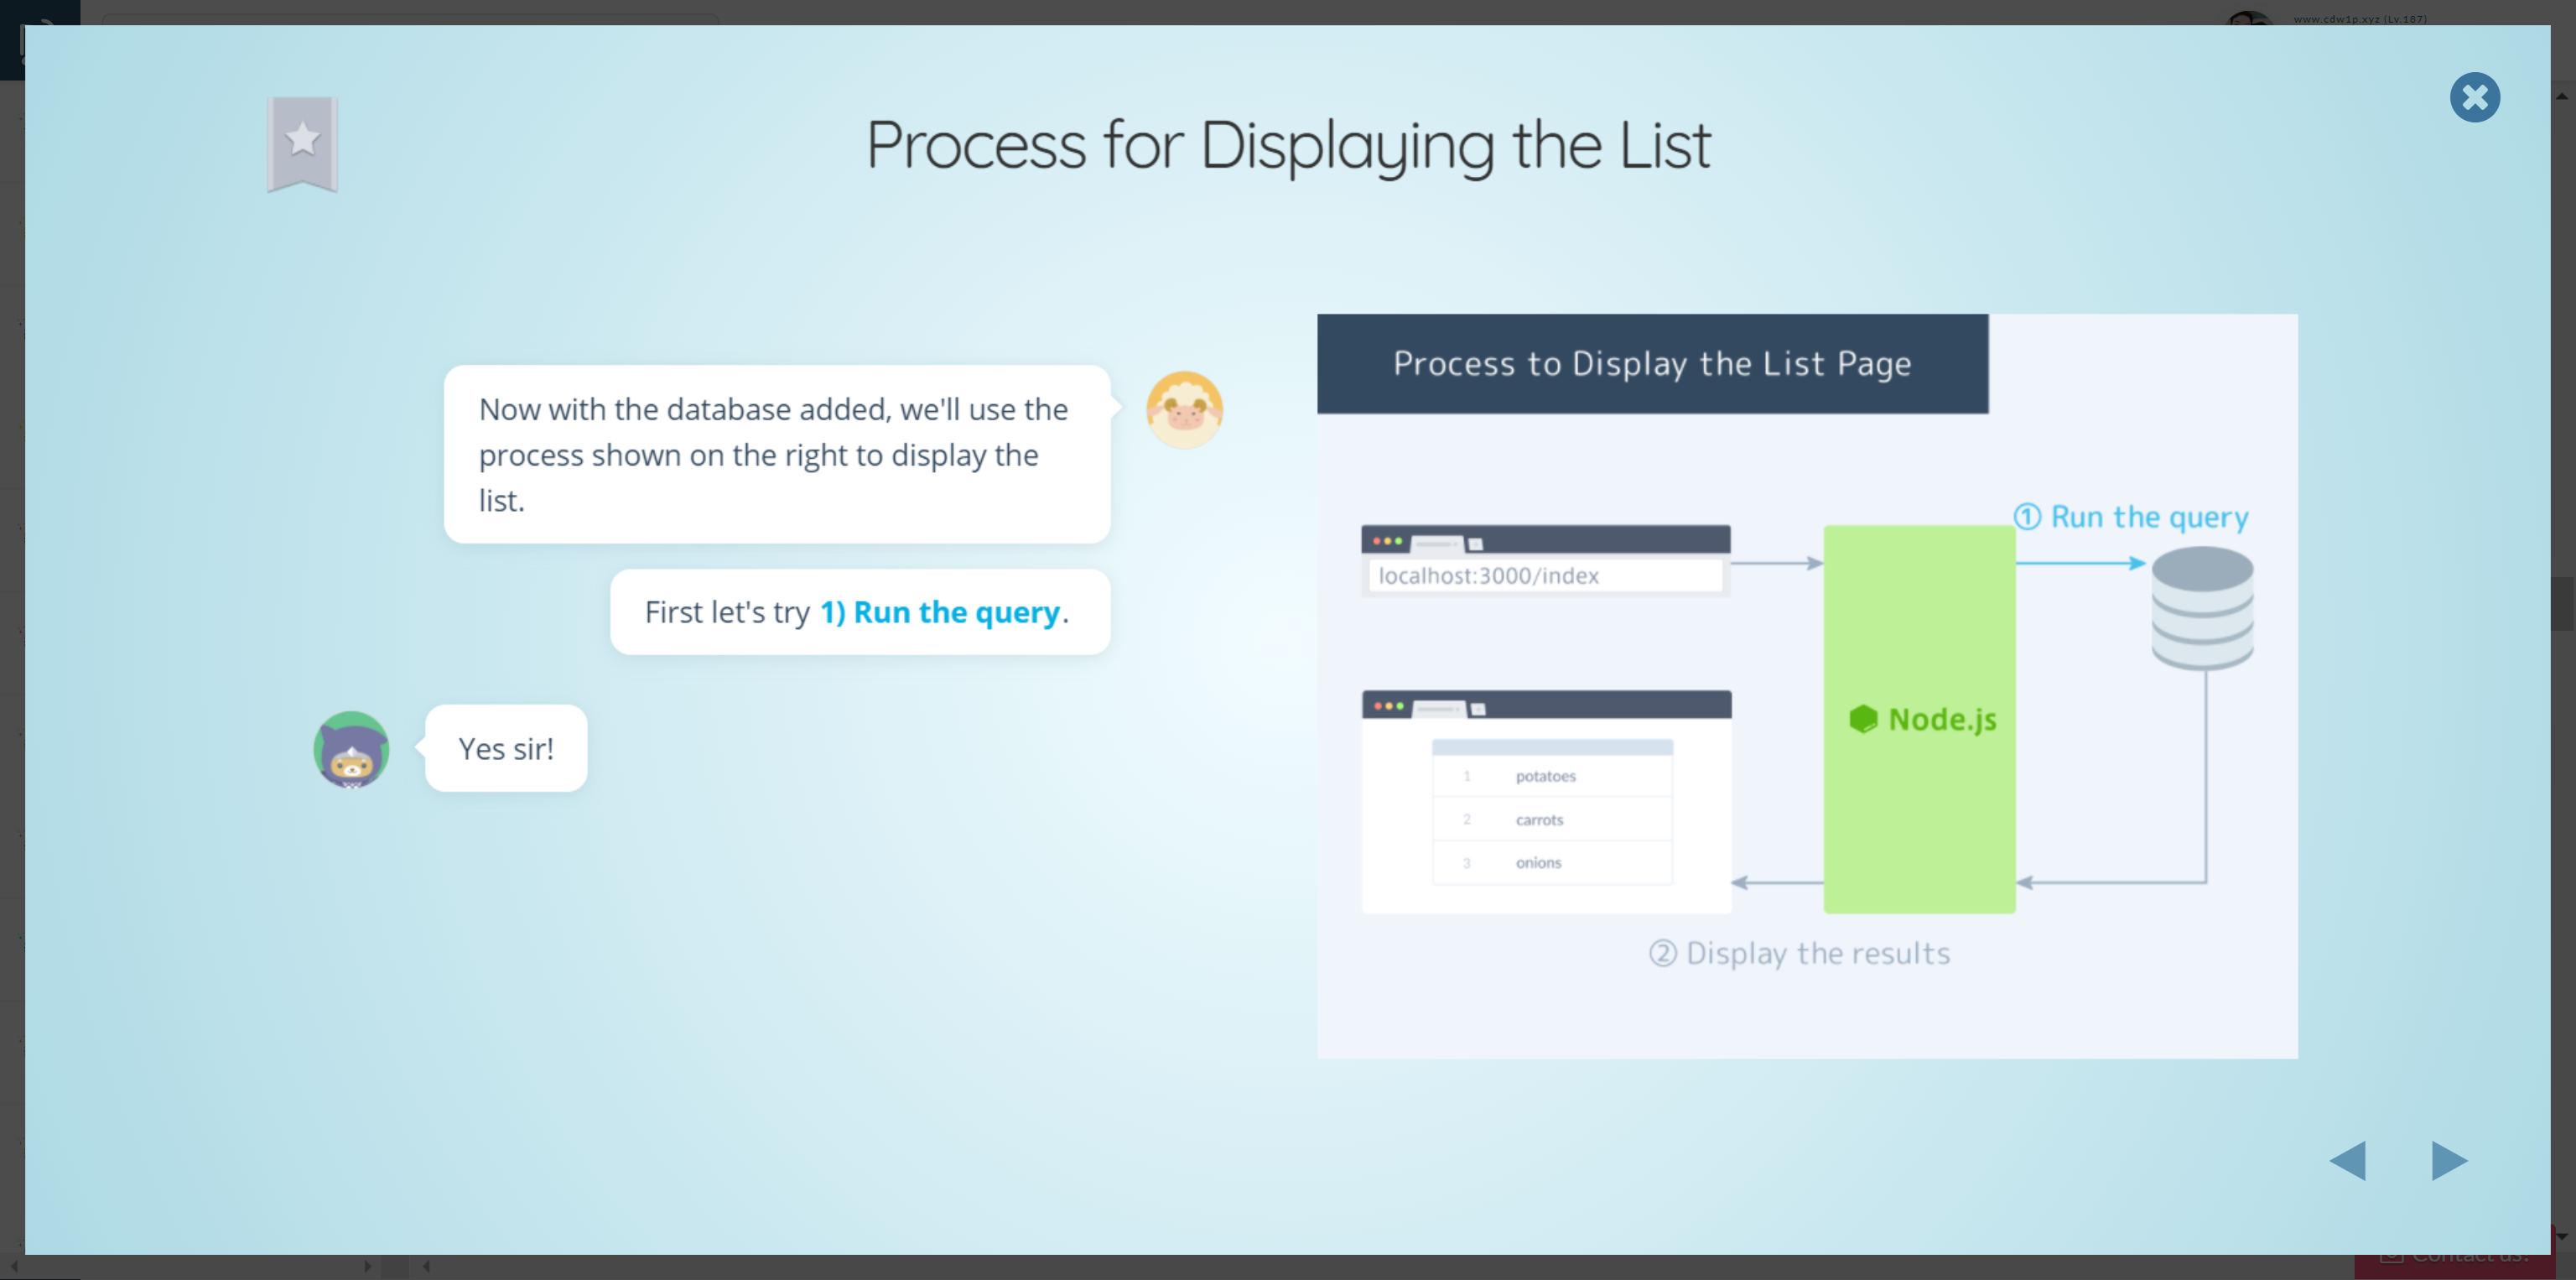 www.cdw1p.xyz (Lv.187)
Process for Displaying the List
Now with the database added, we'll use the
process shown on the right to display the
list.
First let's try 1) Run the query.
Yes sir!
Process to Display the List Page
① Run the query
localhost:3000/index
Node.js
1 potatoes
2 carrots
3 onions
② Display the results
Contact us!